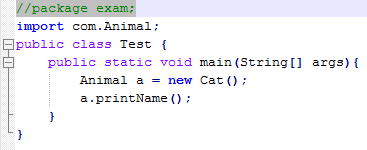 //package exam;
import com.Animal;
public class Test {
    public static void main(String[] args){
        Animal a = new Cat();
        a.printName();
    }
}